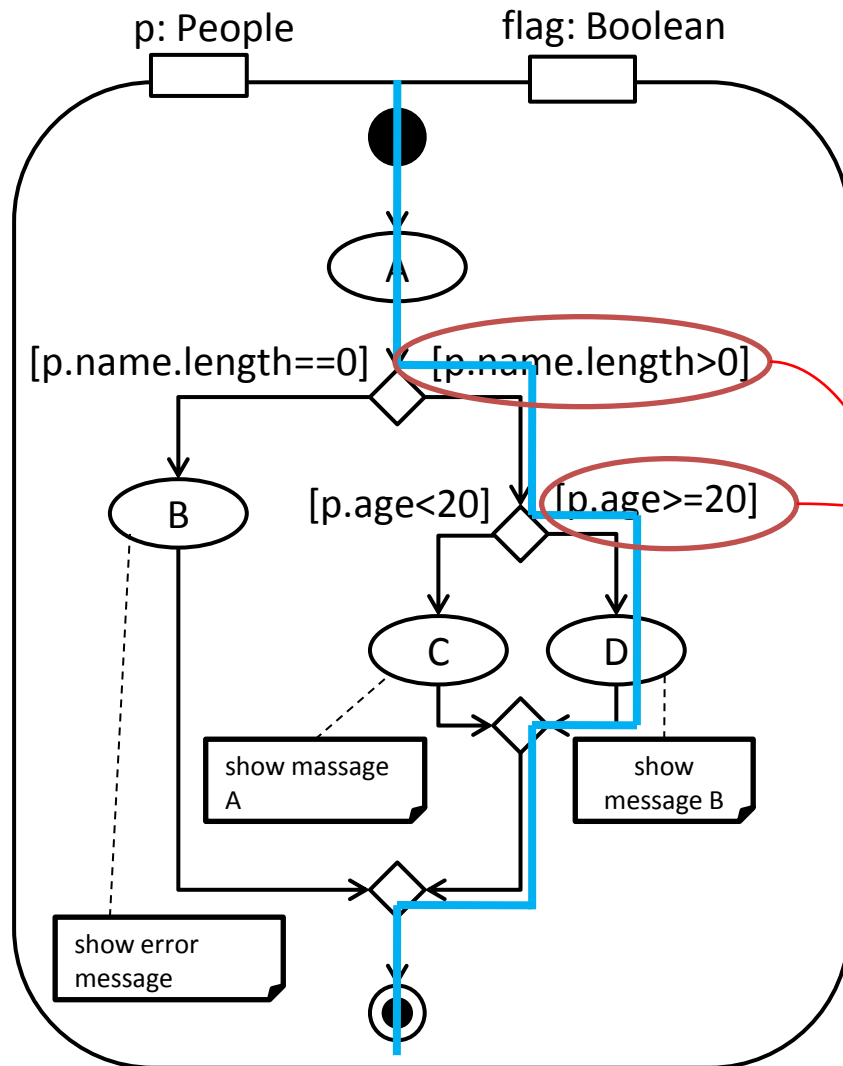 p: People
flag: Boolean
A
[p.name.length==0]
[p.name.length>0]
B
[p.age<20]
[p.age>=20]
C
D
show massage
A
show
message B
show error
message